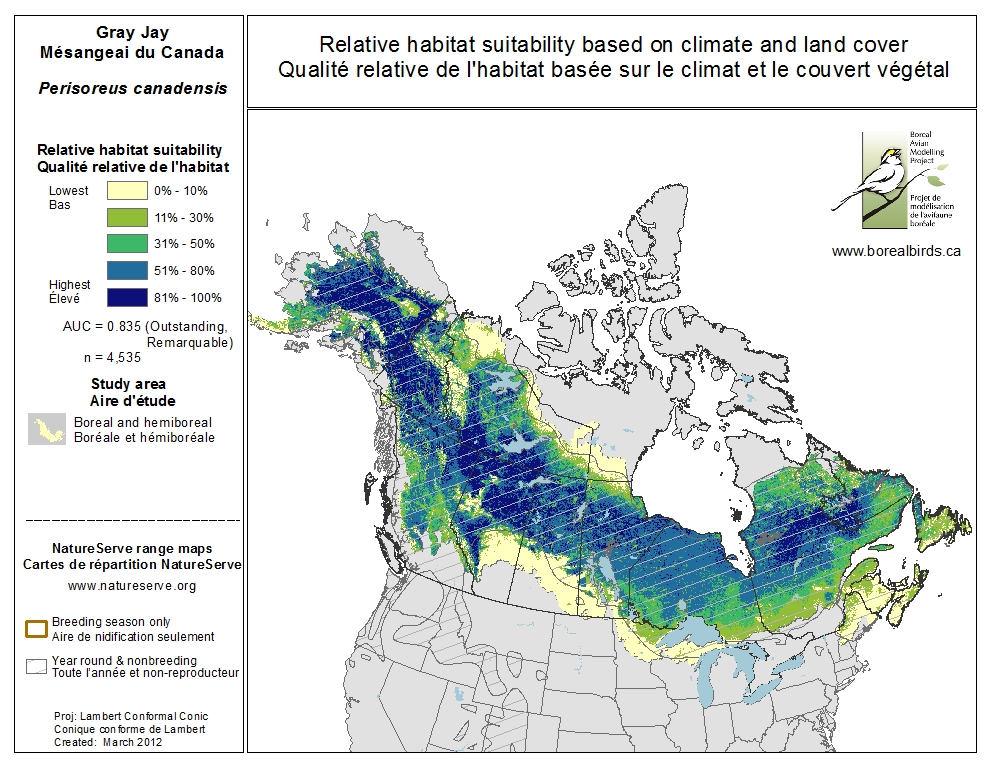 Gray Jay
Mésangeai du Canada
Perisoreus canadensis
Relative habitat suitability based on climate and land cover
Qualité relative de l'habitat basée sur le climat et le couvert végétal
Relative habitat suitability
Qualité relative de l'habitat
Lowest
Bas
0% - 10%
11% - 30%
31% - 50%
51% - 80%
Highest
Élevé
81% - 100%
AUC = 0.835 (Outstanding,
Remarquable)
n = 4,535
Study area
Aire d'étude
Boreal and hemiboreal
Boréale et hémiboréale
NatureServe range maps
Cartes de répartition NatureServe
www.natureserve.org
Breeding season only
Aire de nidification seulement
Year round & nonbreeding
Toute l'année et non-reproducteur
Proj: Lambert Conformal Conic
Conique conforme de Lambert
Created: March 2012
Boreal
Avian
Modelling
Project
Projet de
modélisation
de l'avifaune
boréale
www.borealbirds.ca